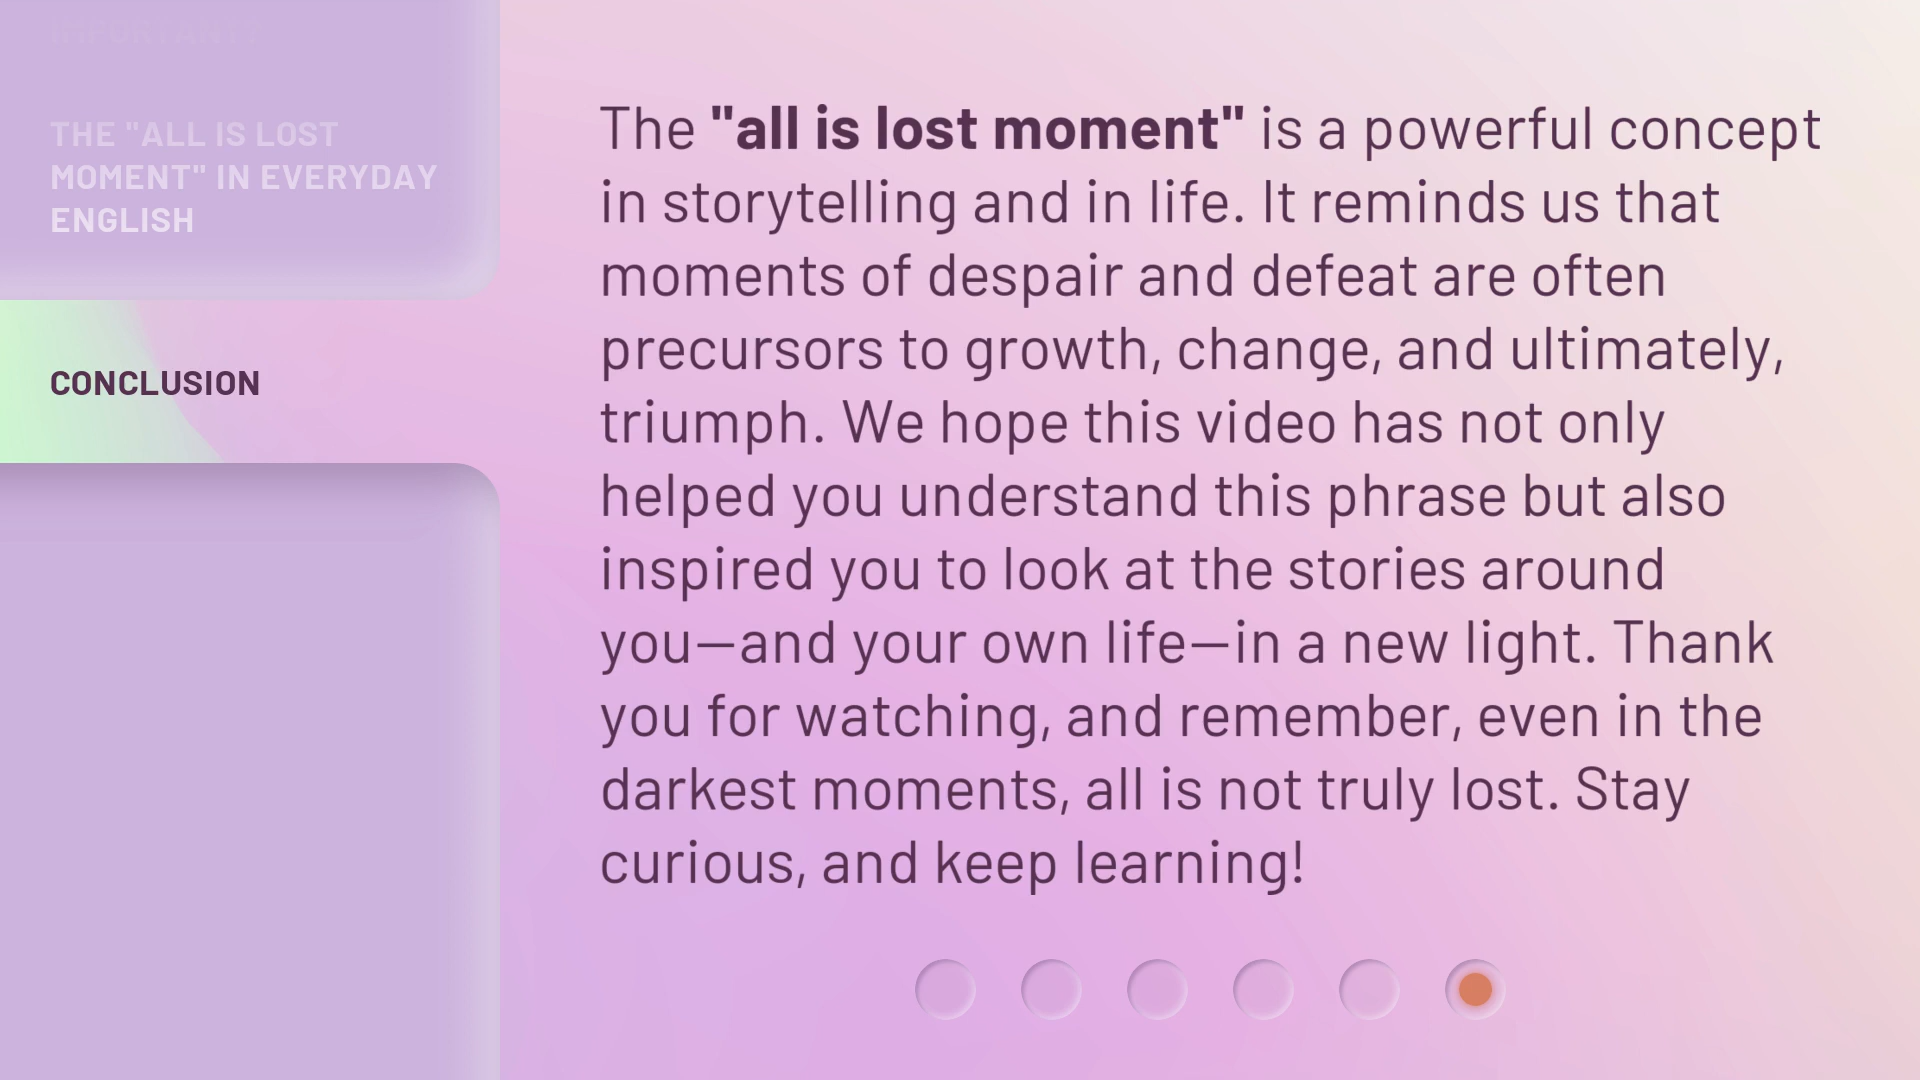 IMPORTANT?
THE "ALL IS LOST
MOMENT" IN EVERYDAY
ENGLISH
CONCLUSION
The "all is lost moment" is a powerful concept
in storytelling and in life. It reminds us that
moments of despair and defeat are often
precursors to growth, change, and ultimately,
triumph. We hope this video has not only
helped you understand this phrase but also
inspired you to look at the stories around
you—and your own life—in a new light. Thank
you for watching, and remember, even in the
darkest moments, all is not truly lost. Stay
curious, and keep learning!